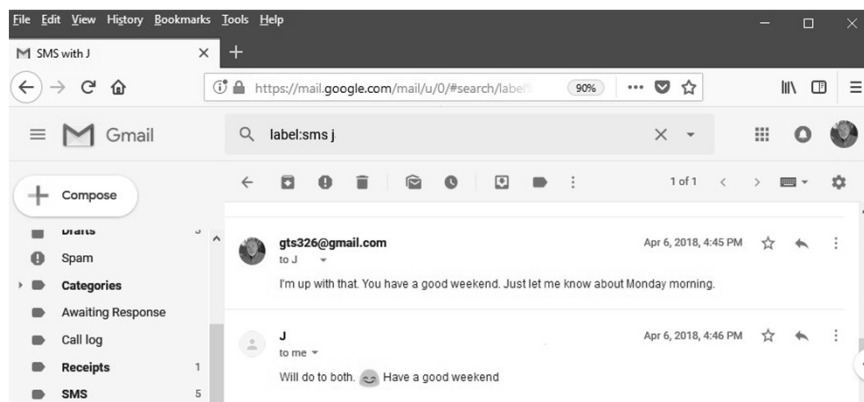 File Edit View History Bookmarks Tools Help
SMS with J
https://mail.google.com/mail/u/0/#search/label 90%
Gmail
label:sms j
Compose
1 of 1
Drafts
gts326@gmail.com Apr 6, 2018, 4:45 PM
to J
Spam
I'm up with that. You have a good weekend. Just let me know about Monday morning.
Categories
Awaiting Response
Call log
J Apr 6, 2018, 4:46 PM
to me
Receipts 1
Will do to both. 😊 Have a good weekend
SMS 5